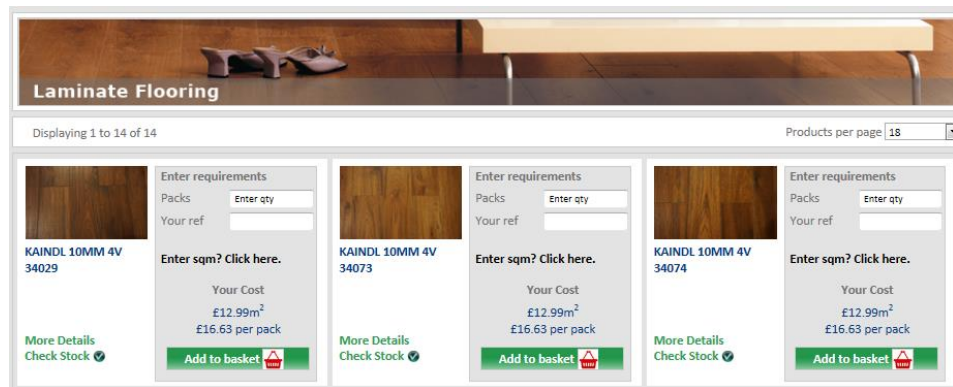 Laminate Flooring
Displaying 1 to 14 of 14
Products per page 18
Enter requirements
Packs Enter qty
Your ref
KAINDL 10MM 4V
34029
Enter sqm? Click here.
Your Cost
£12.99m²
£16.63 per pack
More Details
Check Stock
Add to basket
Enter requirements
Packs Enter qty
Your ref
KAINDL 10MM 4V
34073
Enter sqm? Click here.
Your Cost
£12.99m²
£16.63 per pack
More Details
Check Stock
Add to basket
Enter requirements
Packs Enter qty
Your ref
KAINDL 10MM 4V
34074
Enter sqm? Click here.
Your Cost
£12.99m²
£16.63 per pack
More Details
Check Stock
Add to basket